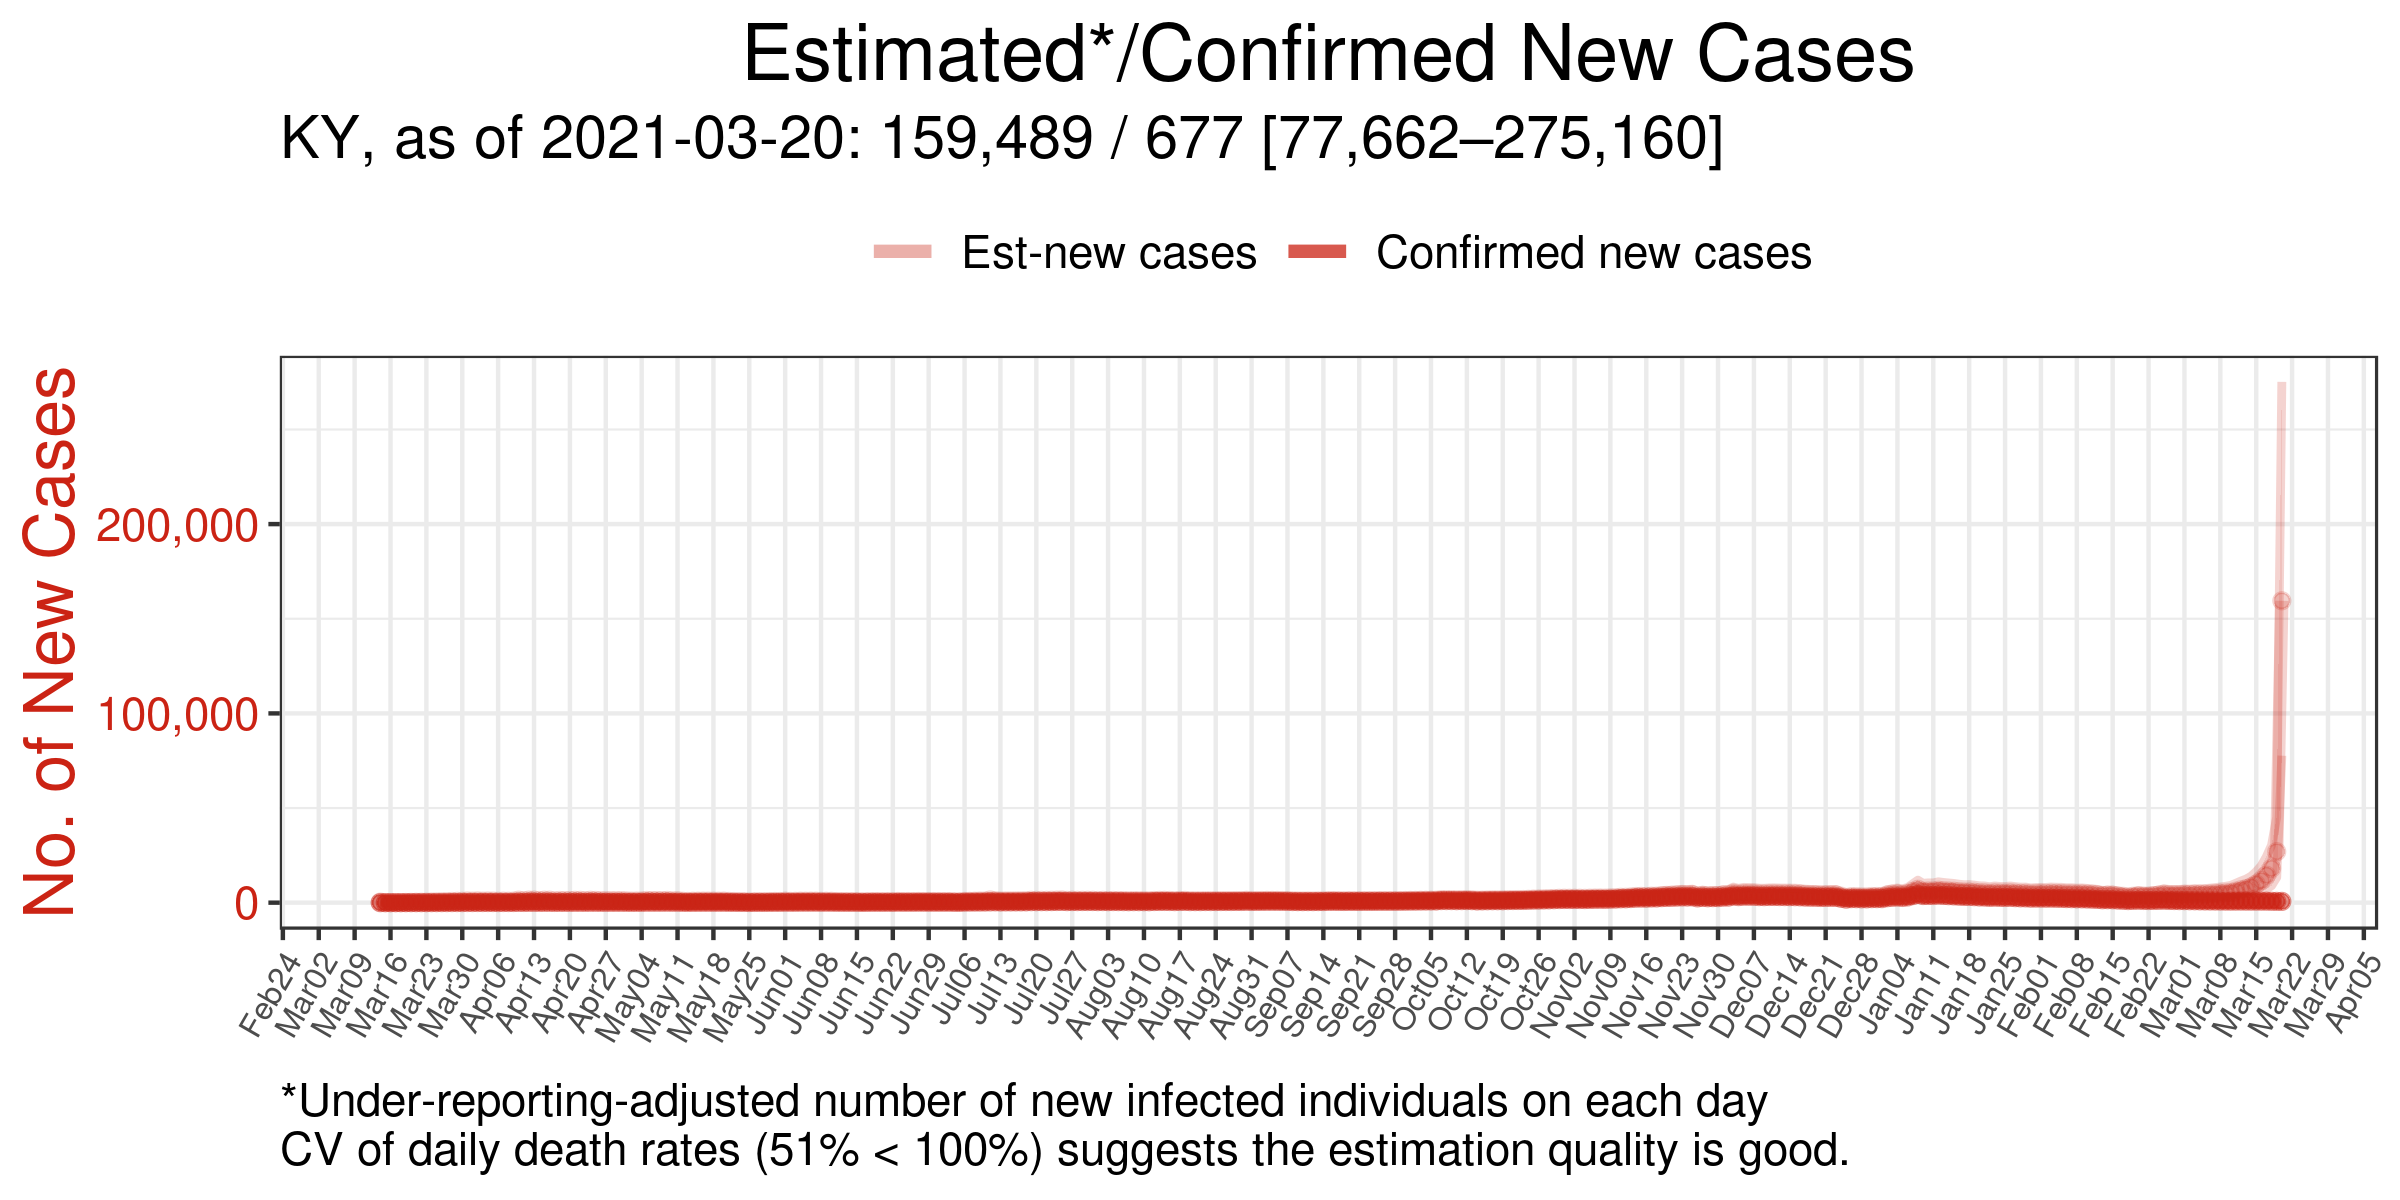 Estimated*/Confirmed New Cases
KY, as of 2021-03-20: 159,489 / 677 [77,662–275,160]
Est-new cases
Confirmed new cases
No. of New Cases
200,000
100,000
0
Feb24
Mar02
Mar09
Mar16
Mar23
Mar30
Apr06
Apr13
Apr20
Apr27
May04
May11
May18
May25
Jun01
Jun08
Jun15
Jun22
Jun29
Jul06
Jul13
Jul20
Jul27
Aug03
Aug10
Aug17
Aug24
Aug31
Sep07
Sep14
Sep21
Sep28
Oct05
Oct12
Oct19
Oct26
Nov02
Nov09
Nov16
Nov23
Nov30
Dec07
Dec14
Dec21
Dec28
Jan04
Jan11
Jan18
Jan25
Feb01
Feb08
Feb15
Feb22
Mar01
Mar08
Mar15
Mar22
Mar29
Apr05
*Under-reporting-adjusted number of new infected individuals on each day
CV of daily death rates (51% < 100%) suggests the estimation quality is good.